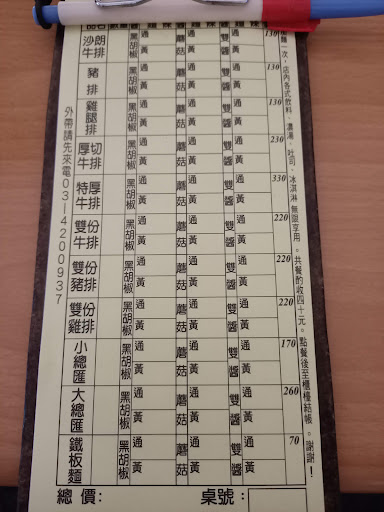 沙朗牛排 黑胡椒 通 黃 蘑菇 通 黃 雙醬 通 黃 130
豬排 黑胡椒 通 黃 蘑菇 通 黃 雙醬 通 黃 130
雞腿排 黑胡椒 通 黃 蘑菇 通 黃 雙醬 通 黃 130
厚切牛排 黑胡椒 通 黃 蘑菇 通 黃 雙醬 通 黃 230
特厚牛排 黑胡椒 通 黃 蘑菇 通 黃 雙醬 通 黃 330
雙份牛排 黑胡椒 通 黃 蘑菇 通 黃 雙醬 通 黃 220
雙份豬排 黑胡椒 通 黃 蘑菇 通 黃 雙醬 通 黃 220
雙份雞排 黑胡椒 通 黃 蘑菇 通 黃 雙醬 通 黃 220
小總匯 黑胡椒 通 黃 蘑菇 通 黃 雙醬 通 黃 170
大總匯 黑胡椒 通 黃 蘑菇 通 黃 雙醬 通 黃 260
鐵板麵 黑胡椒 通 黃 蘑菇 通 黃 雙醬 通 黃 70
總價: 桌號:
外帶請先來電03-4200937
麵一次,店內各式飲料、濃湯、吐司、冰淇淋無限享用。共餐酌收四十元。點餐後至櫃檯結帳。謝謝!